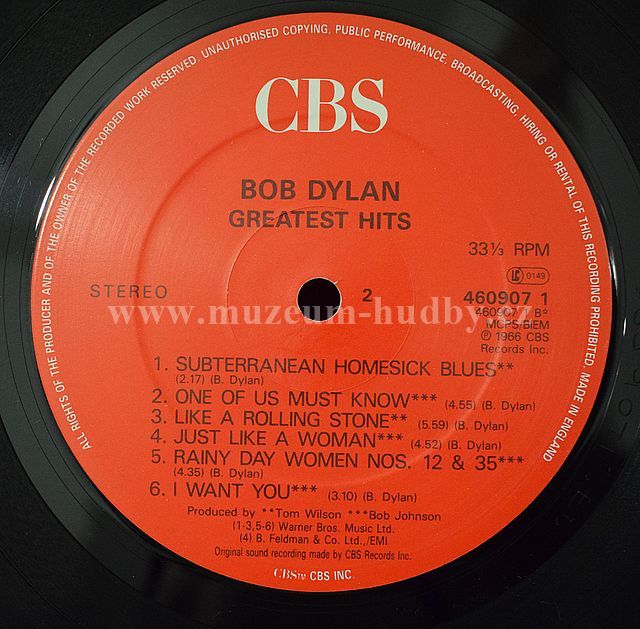 ALL RIGHTS OF THE PRODUCER AND OF THE OWNER OF THE RECORDED WORK RESERVED. UNAUTHORISED COPYING, PUBLIC PERFORMANCE, BROADCASTING, HIRING OR RENTAL OF THIS RECORDING PROHIBITED. MADE IN ENGLAND
CBS
BOB DYLAN
GREATEST HITS
33⅓ RPM
LC 0149
STEREO
2
460907 1
460907 1 B*
www.muzeum-hudby.cz
MCPS/BIEM
℗ 1966 CBS
Records Inc.
1. SUBTERRANEAN HOMESICK BLUES**
(2.17) (B. Dylan)
2. ONE OF US MUST KNOW*** (4.55) (B. Dylan)
3. LIKE A ROLLING STONE** (5.59) (B. Dylan)
4. JUST LIKE A WOMAN*** (4.52) (B. Dylan)
5. RAINY DAY WOMEN NOS. 12 & 35***
(4.35) (B. Dylan)
6. I WANT YOU*** (3.10) (B. Dylan)
Produced by **Tom Wilson ***Bob Johnson
(1-3,5-6) Warner Bros. Music Ltd.
(4) B. Feldman & Co. Ltd.,/EMI
Original sound recording made by CBS Records Inc.
CBS™ CBS INC.